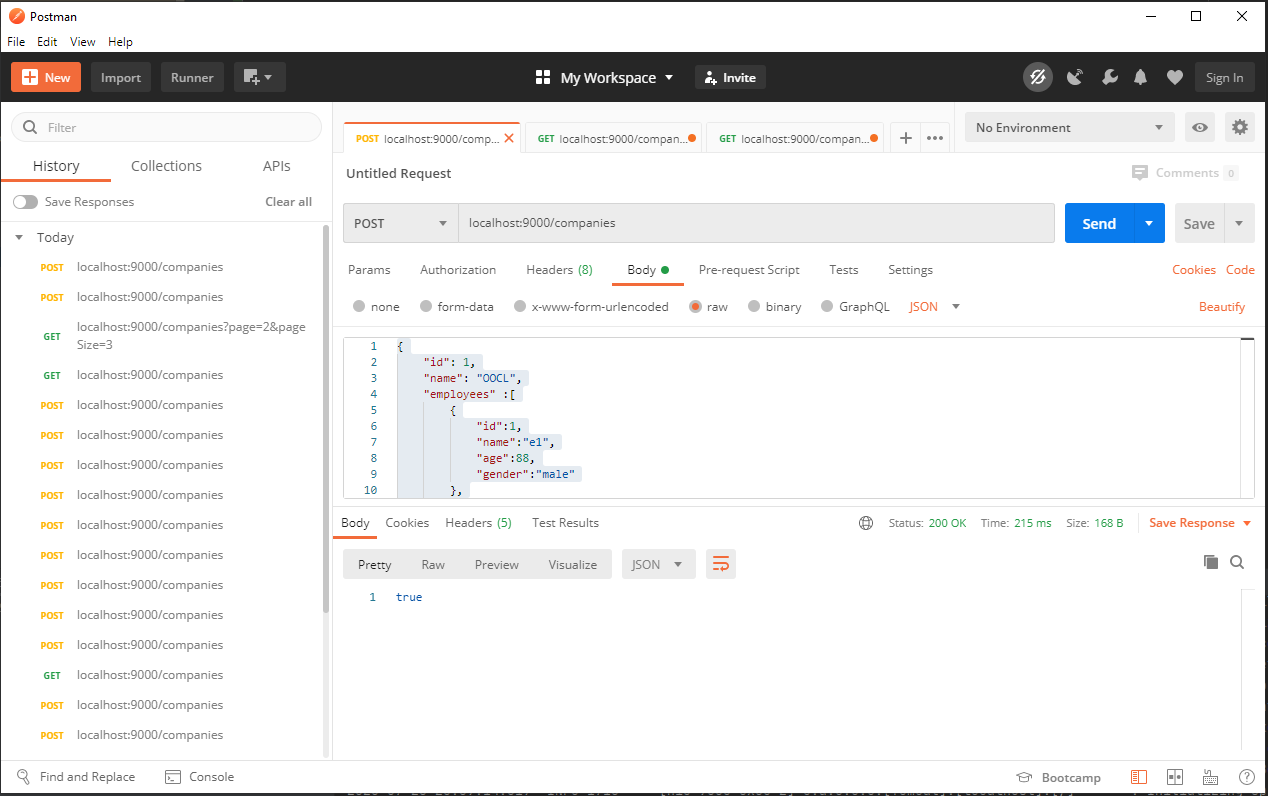 Postman
File Edit View Help
New Import Runner My Workspace Invite Sign In
Filter
History Collections APIs
Save Responses Clear all
Today
POST localhost:9000/companies
POST localhost:9000/companies
GET localhost:9000/companies?page=2&page
Size=3
GET localhost:9000/companies
POST localhost:9000/companies
POST localhost:9000/companies
POST localhost:9000/companies
POST localhost:9000/companies
POST localhost:9000/companies
POST localhost:9000/companies
POST localhost:9000/companies
POST localhost:9000/companies
POST localhost:9000/companies
GET localhost:9000/companies
POST localhost:9000/companies
POST localhost:9000/companies
POST localhost:9000/comp... GET localhost:9000/compan... GET localhost:9000/compan... No Environment
Untitled Request Comments 0
POST localhost:9000/companies Send Save
Params Authorization Headers (8) Body Pre-request Script Tests Settings Cookies Code
none form-data x-www-form-urlencoded raw binary GraphQL JSON Beautify
1 {
2 "id": 1,
3 "name": "OOCL",
4 "employees" :[
5 {
6 "id":1,
7 "name":"e1",
8 "age":88,
9 "gender":"male"
10 },
Body Cookies Headers (5) Test Results Status: 200 OK Time: 215 ms Size: 168 B Save Response
Pretty Raw Preview Visualize JSON
1 true
Find and Replace Console Bootcamp